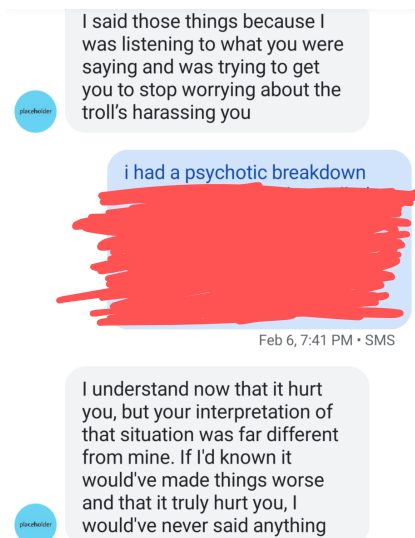 I said those things because I
was listening to what you were
saying and was trying to get
you to stop worrying about the
troll's harassing you
placeholder
i had a psychotic breakdown
Feb 6, 7:41 PM • SMS
I understand now that it hurt
you, but your interpretation of
that situation was far different
from mine. If I'd known it
would've made things worse
and that it truly hurt you, I
would've never said anything
placeholder